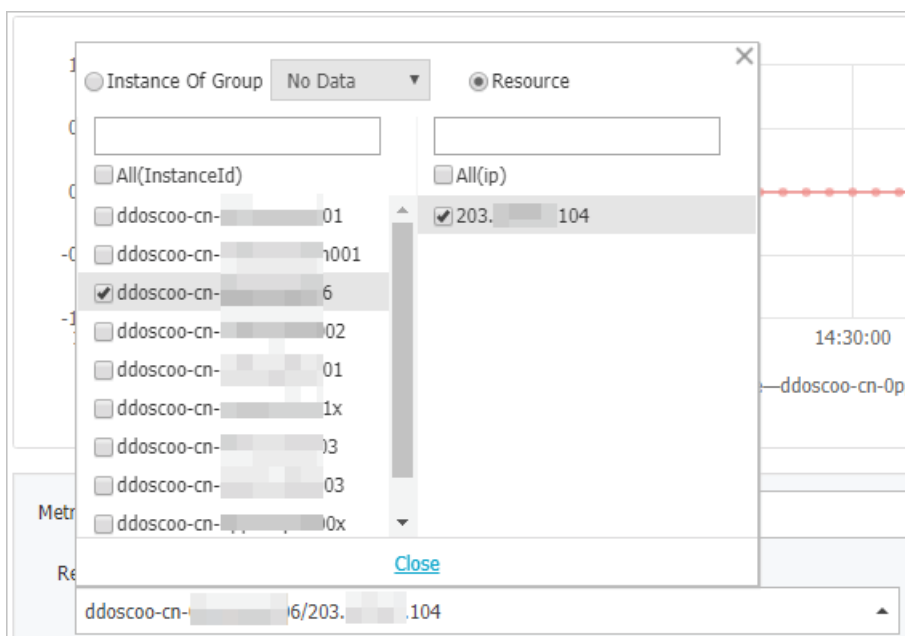 Instance Of Group No Data Resource
All(InstanceId)
All(ip)
ddoscoo-cn- 01
203. 104
ddoscoo-cn- 001
ddoscoo-cn- 6
ddoscoo-cn- 02
ddoscoo-cn- 01
ddoscoo-cn- 1x
ddoscoo-cn- 03
ddoscoo-cn- 03
ddoscoo-cn- 00x
Close
14:30:00
—ddoscoo-cn-0p
Metr
Re
ddoscoo-cn- 6/203. .104